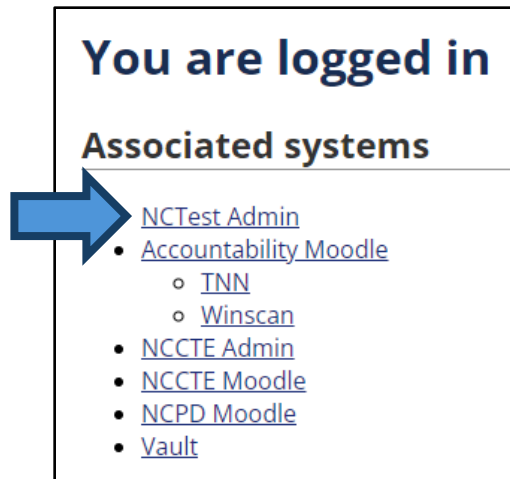 You are logged in
Associated systems
NCTest Admin
Accountability Moodle
TNN
Winscan
NCCTE Admin
NCCTE Moodle
NCPD Moodle
Vault